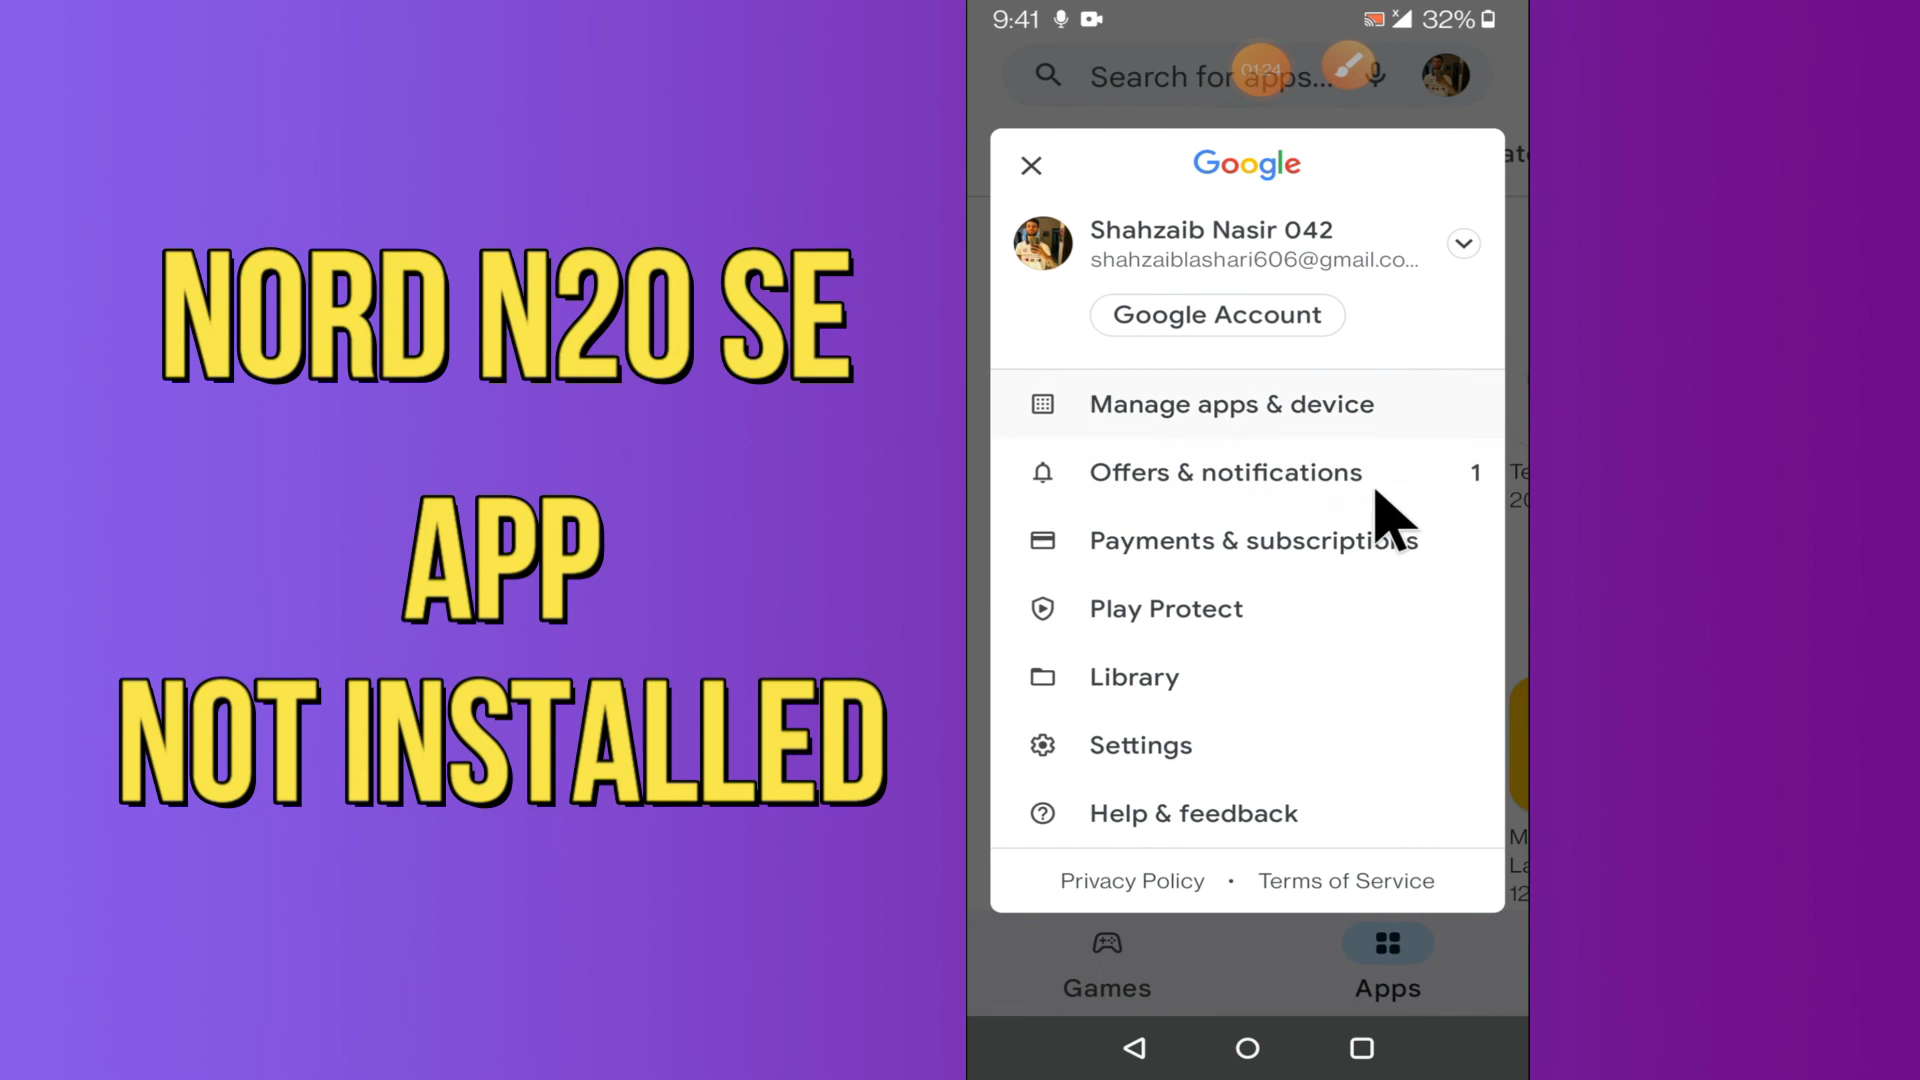 NORD N20 SE
APP
NOT INSTALLED
9:41
32%
Search for apps...
01:24
Google
Shahzaib Nasir 042
shahzaiblashari606@gmail.co...
Google Account
Manage apps & device
Offers & notifications 1
Payments & subscriptions
Play Protect
Library
Settings
Help & feedback
Privacy Policy • Terms of Service
Games
Apps